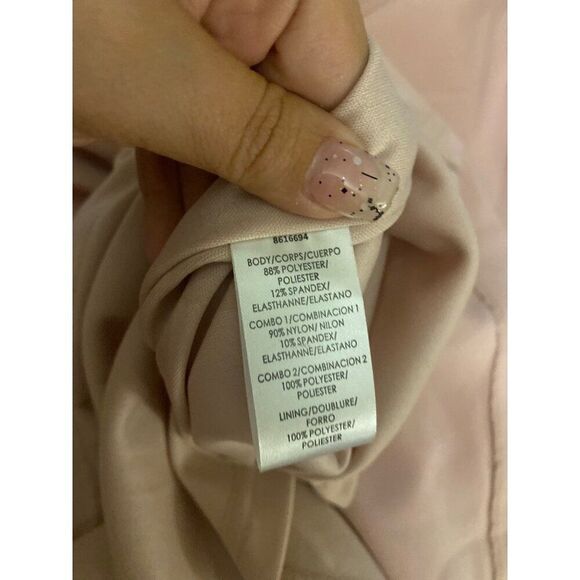 8616694
BODY/CORPS/CUERPO
88% POLYESTER/
POLIESTER
12% SPANDEX/
ELASTHANNE/ELASTANO
COMBO 1/COMBINACION 1
90% NYLON/ NILON
10% SPANDEX/
ELASTHANNE/ELASTANO
COMBO 2/COMBINACION 2
100% POLYESTER/
POLIESTER
LINING/DOUBLURE/
FORRO
100% POLYESTER/
POLIESTER